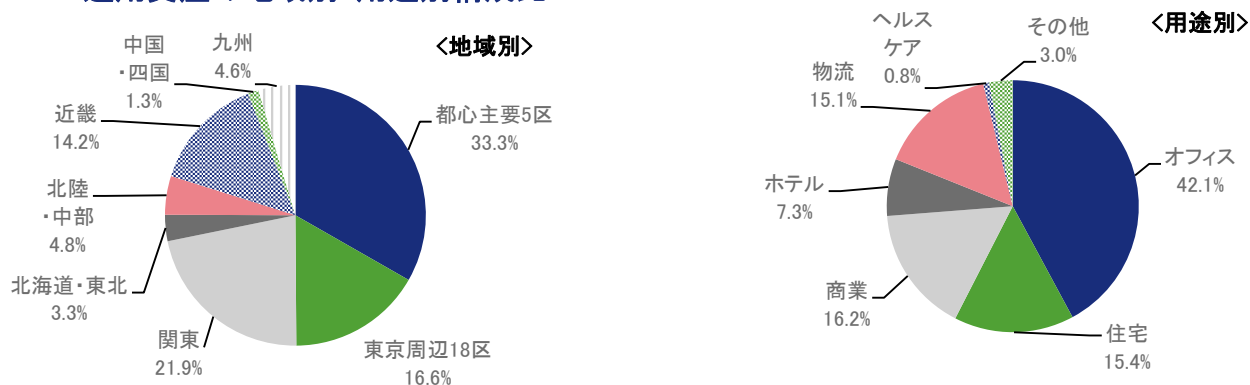 <地域別>
都心主要5区
33.3%
東京周辺18区
16.6%
関東
21.9%
北海道・東北
3.3%
北陸
・中部
4.8%
近畿
14.2%
中国
・四国
1.3%
九州
4.6%
<用途別>
オフィス
42.1%
住宅
15.4%
商業
16.2%
ホテル
7.3%
物流
15.1%
ヘルス
ケア
0.8%
その他
3.0%